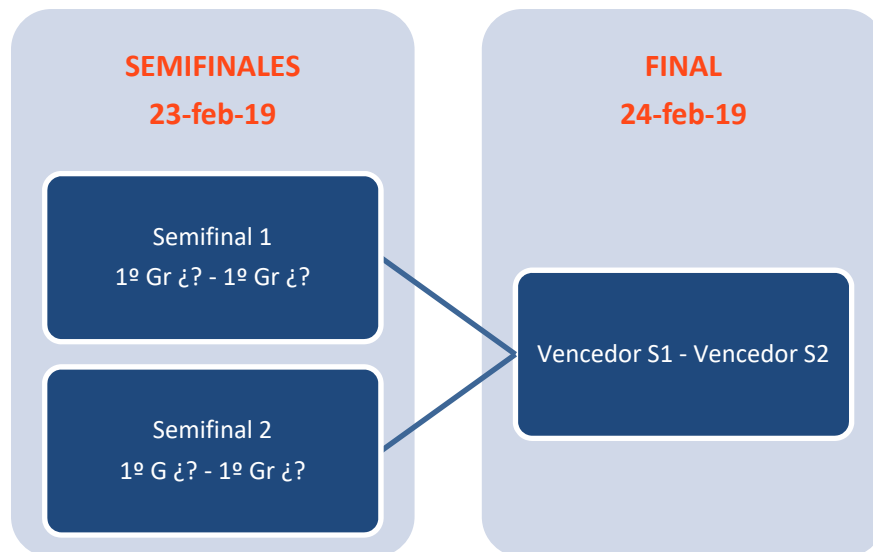 SEMIFINALES
23-feb-19
Semifinal 1
1º Gr ¿? - 1º Gr ¿?
Semifinal 2
1º G ¿? - 1º Gr ¿?
FINAL
24-feb-19
Vencedor S1 - Vencedor S2